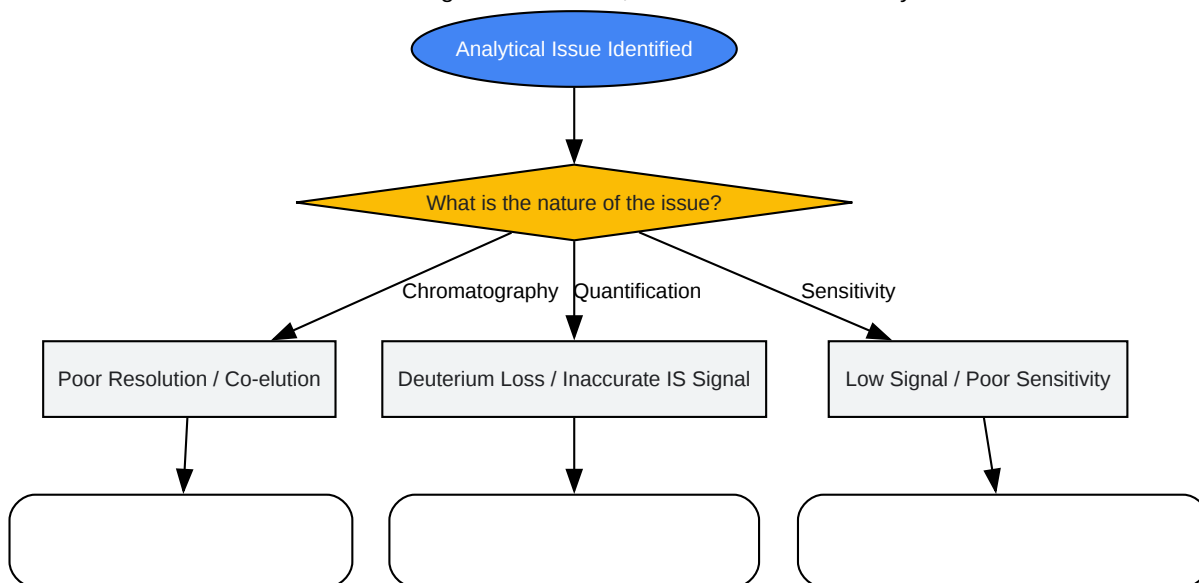 Analytical Issue Identified
What is the nature of the issue?
Chromatography
Quantification
Sensitivity
Poor Resolution / Co-elution
Deuterium Loss / Inaccurate IS Signal
Low Signal / Poor Sensitivity